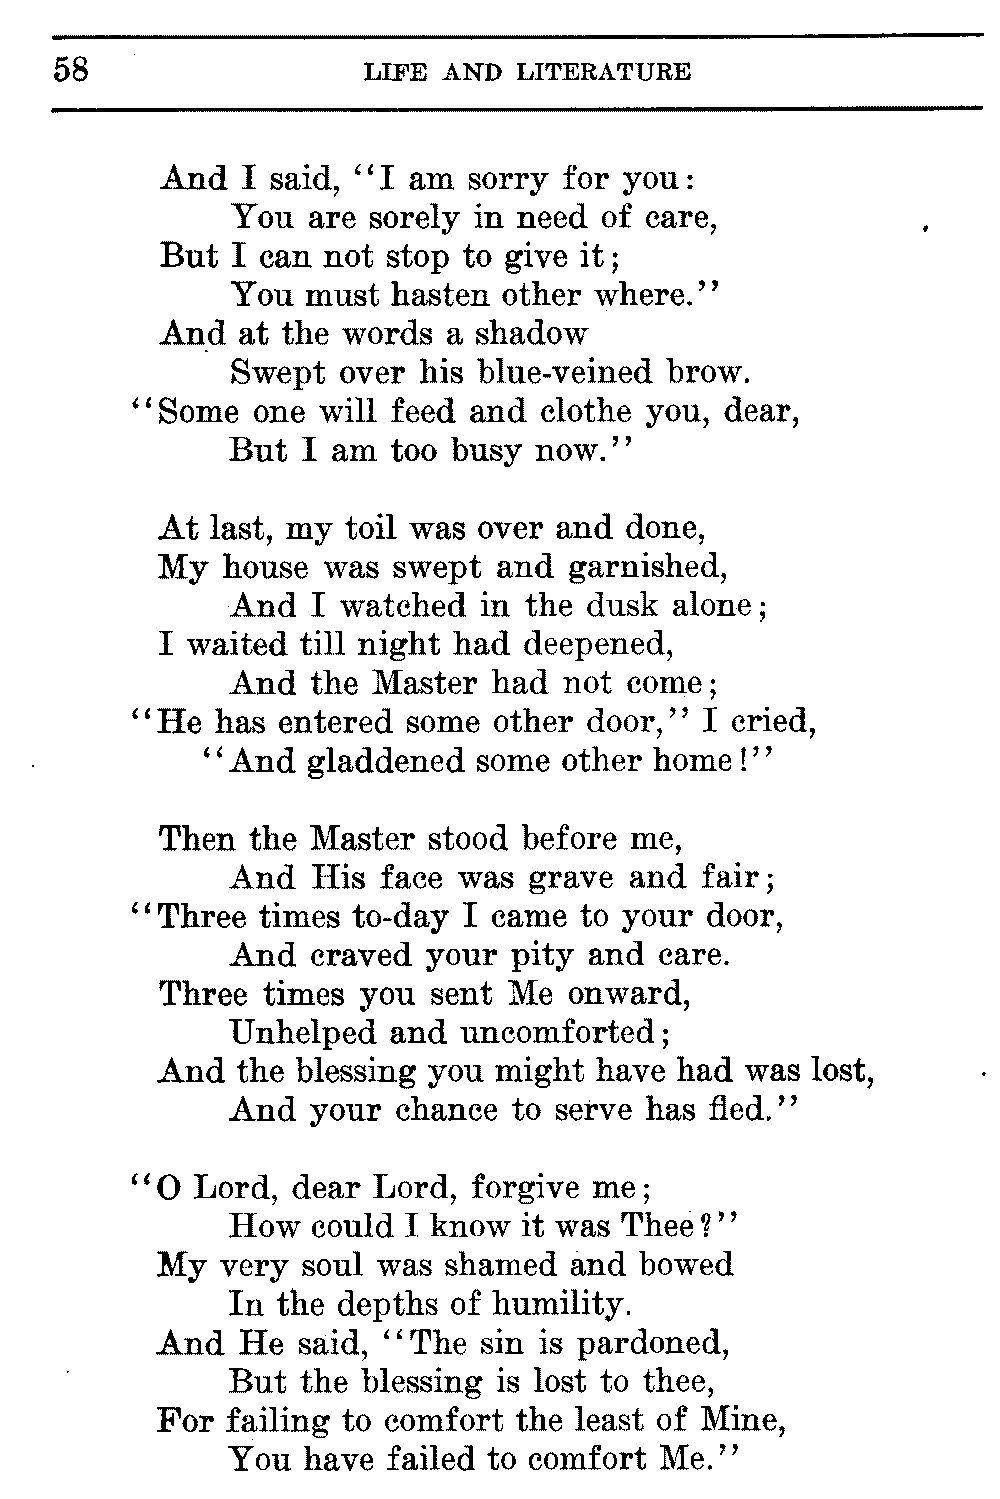 58 LIFE AND LITERATURE
And I said, "I am sorry for you:
You are sorely in need of care,
But I can not stop to give it;
You must hasten other where."
And at the words a shadow
Swept over his blue-veined brow.
"Some one will feed and clothe you, dear,
But I am too busy now."
At last, my toil was over and done,
My house was swept and garnished,
And I watched in the dusk alone;
I waited till night had deepened,
And the Master had not come;
"He has entered some other door," I cried,
"And gladdened some other home!"
Then the Master stood before me,
And His face was grave and fair;
"Three times to-day I came to your door,
And craved your pity and care.
Three times you sent Me onward,
Unhelped and uncomforted;
And the blessing you might have had was lost,
And your chance to serve has fled."
"O Lord, dear Lord, forgive me;
How could I know it was Thee?"
My very soul was shamed and bowed
In the depths of humility.
And He said, "The sin is pardoned,
But the blessing is lost to thee,
For failing to comfort the least of Mine,
You have failed to comfort Me."